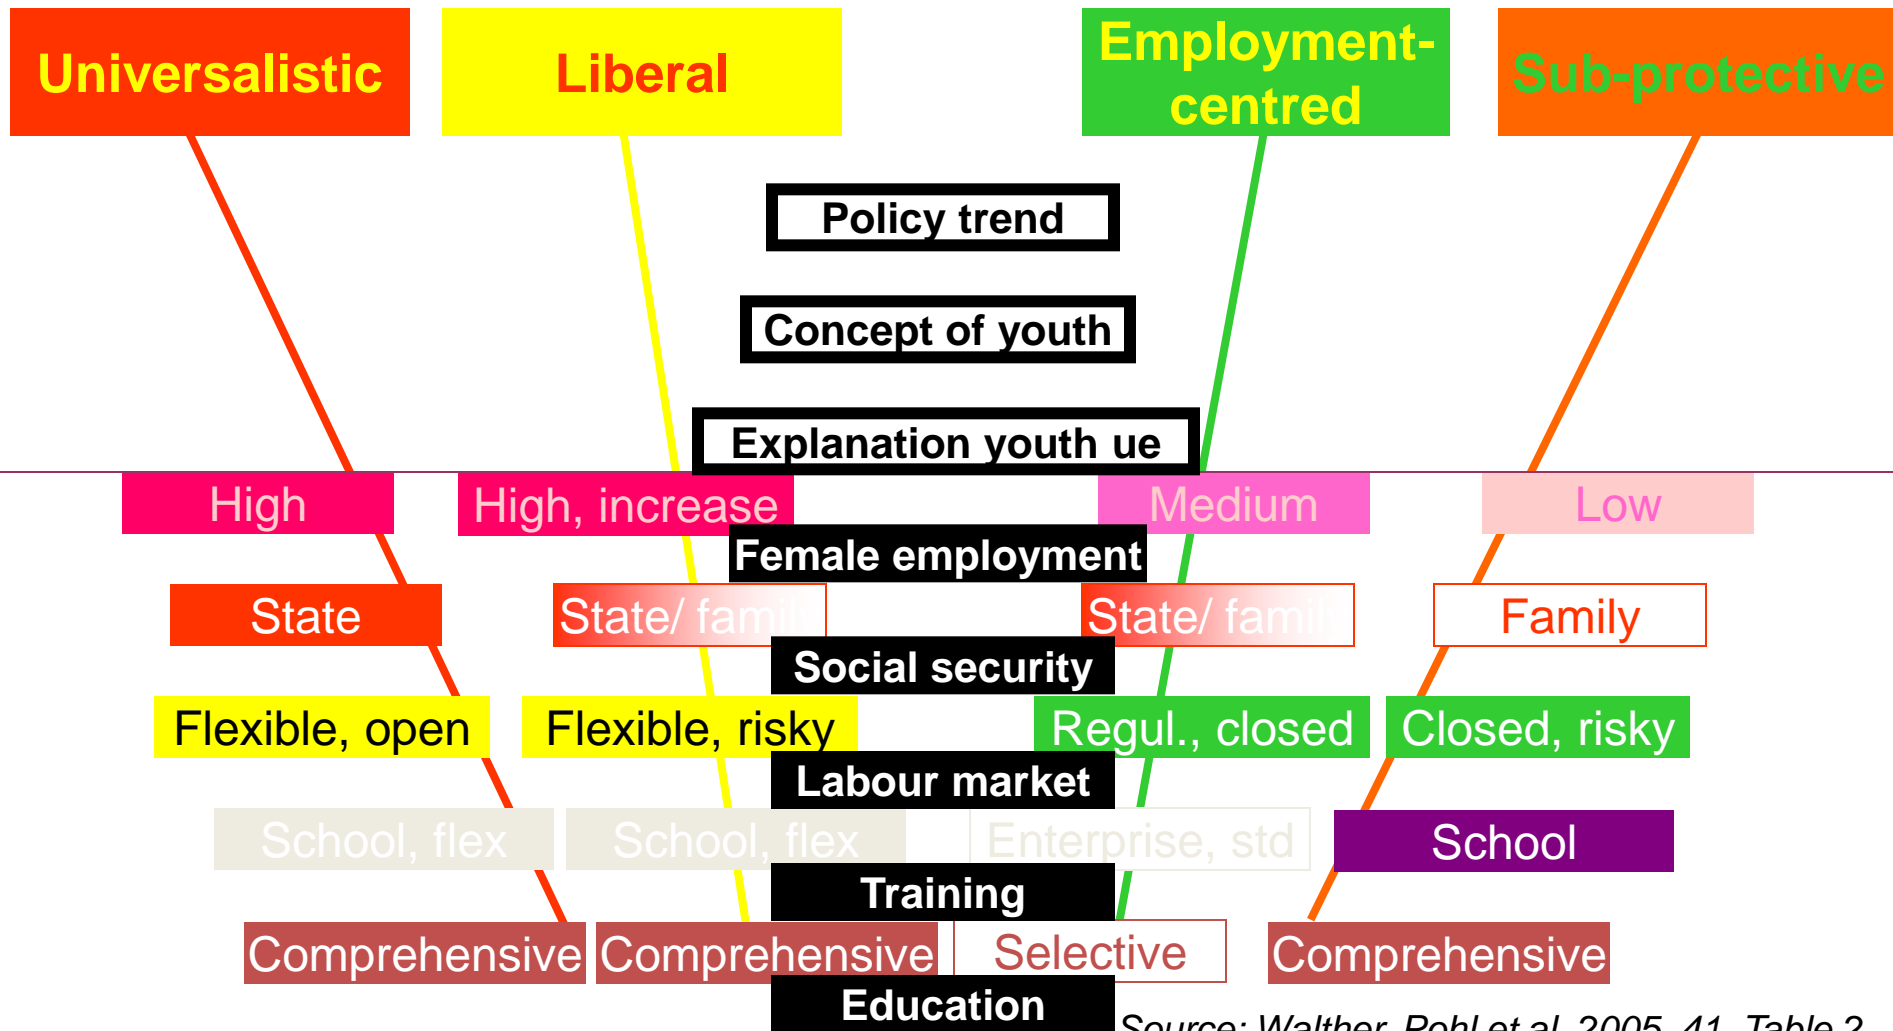 Universalistic
Liberal
Employment-
centred
Sub-protective
Policy trend
Concept of youth
Explanation youth ue
High
High, increase
Medium
Low
Female employment
State
State/ family
State/ family
Family
Social security
Flexible, open
Flexible, risky
Regul., closed
Closed, risky
Labour market
School, flex
School, flex
Enterprise, std
School
Training
Comprehensive
Comprehensive
Selective
Comprehensive
Education
Source: Walther, Pohl et al. 2005, 41, Table 2